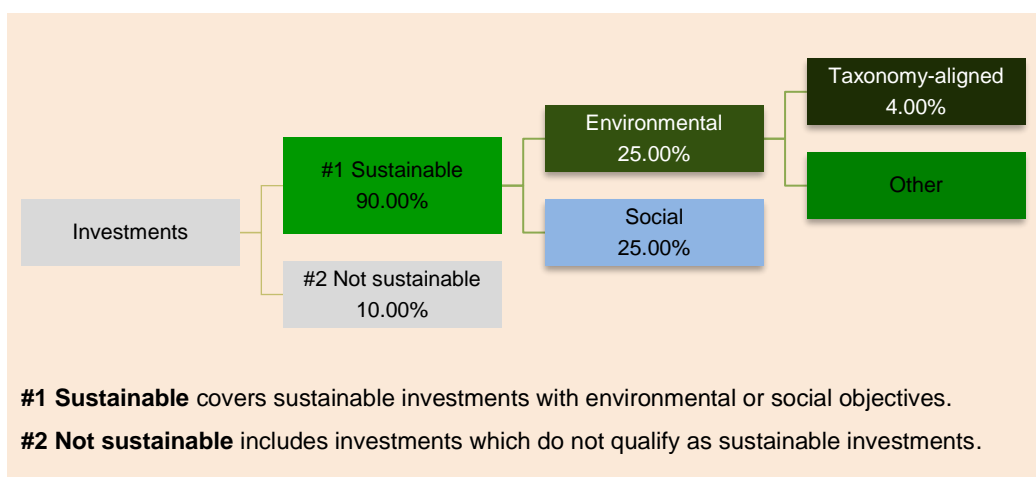 Investments
#1 Sustainable
90.00%
#2 Not sustainable
10.00%
Environmental
25.00%
Social
25.00%
Taxonomy-aligned
4.00%
Other
#1 Sustainable covers sustainable investments with environmental or social objectives.
#2 Not sustainable includes investments which do not qualify as sustainable investments.